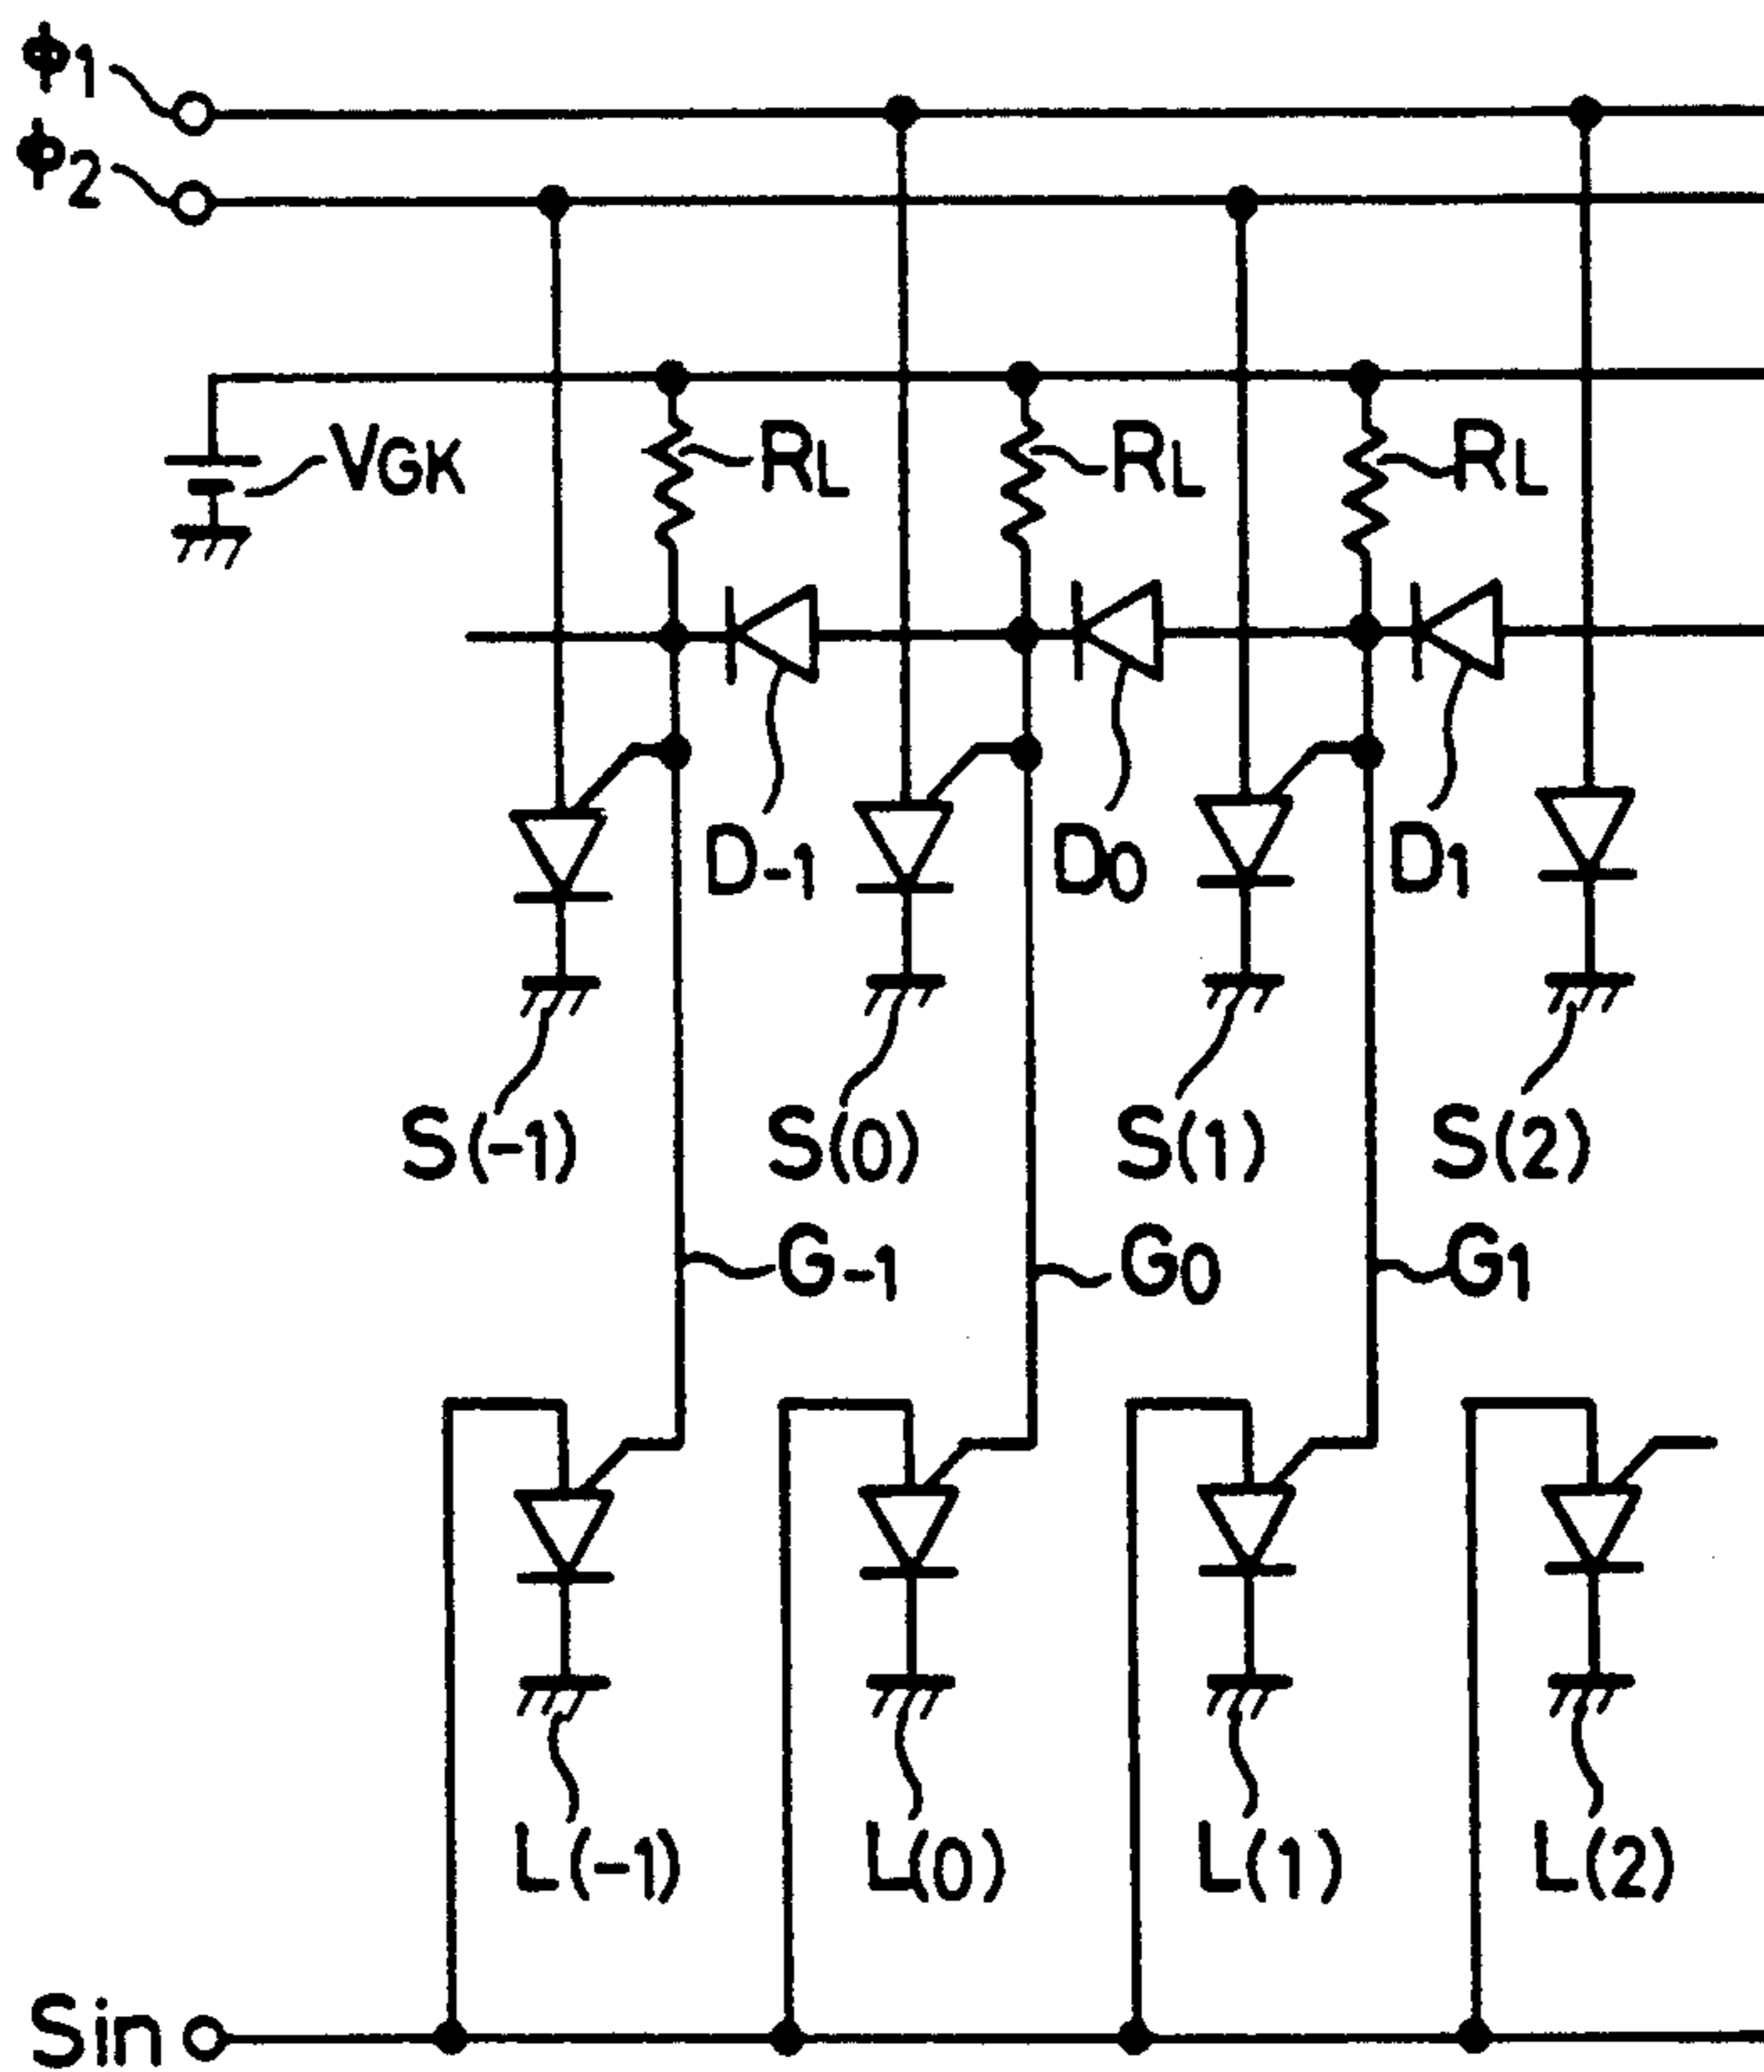 ϕ1
ϕ2
VGK
RL
RL
RL
D-1
D0
D1
S(-1)
S(0)
S(1)
S(2)
G-1
G0
G1
L(-1)
L(0)
L(1)
L(2)
Sin